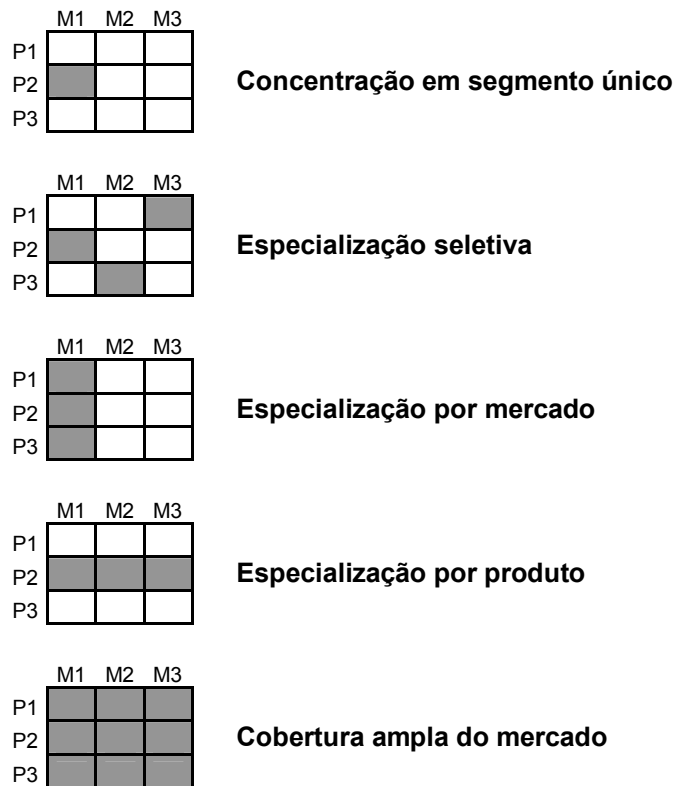 M1 M2 M3
P1
P2 Concentração em segmento único
P3
M1 M2 M3
P1
P2 Especialização seletiva
P3
M1 M2 M3
P1
P2 Especialização por mercado
P3
M1 M2 M3
P1
P2 Especialização por produto
P3
M1 M2 M3
P1
P2 Cobertura ampla do mercado
P3